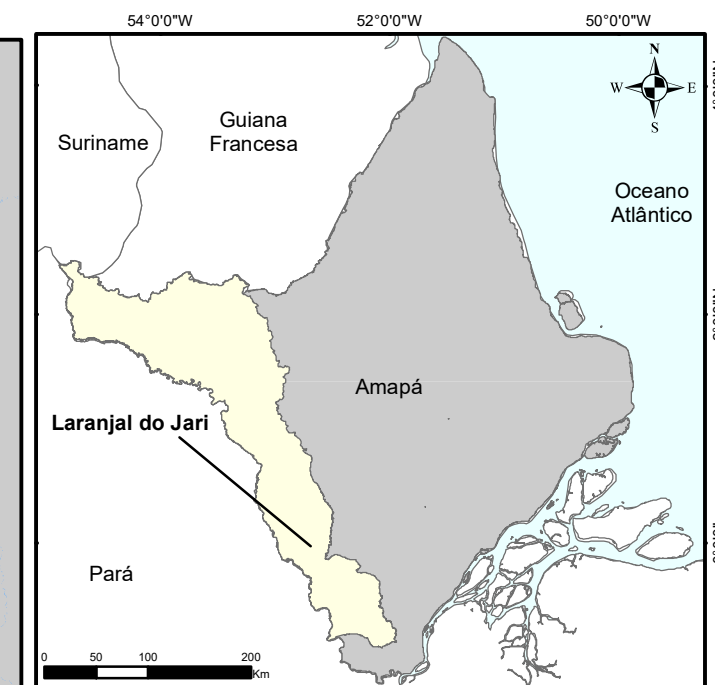 54°0'0"W 52°0'0"W 50°0'0"W
N
W E
S
Suriname
Guiana
Francesa
Oceano
Atlântico
Amapá
Laranjal do Jari
Pará
0 50 100 200
Km